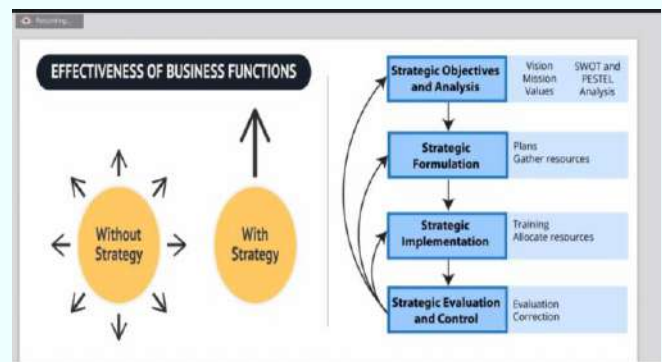 Recording...
EFFECTIVENESS OF BUSINESS FUNCTIONS
Without
Strategy
With
Strategy
Strategic Objectives
and Analysis
Vision
Mission
Values
SWOT and
PESTEL
Analysis
Strategic
Formulation
Plans
Gather resources
Strategic
Implementation
Training
Allocate resources
Strategic Evaluation
and Control
Evaluation
Correction